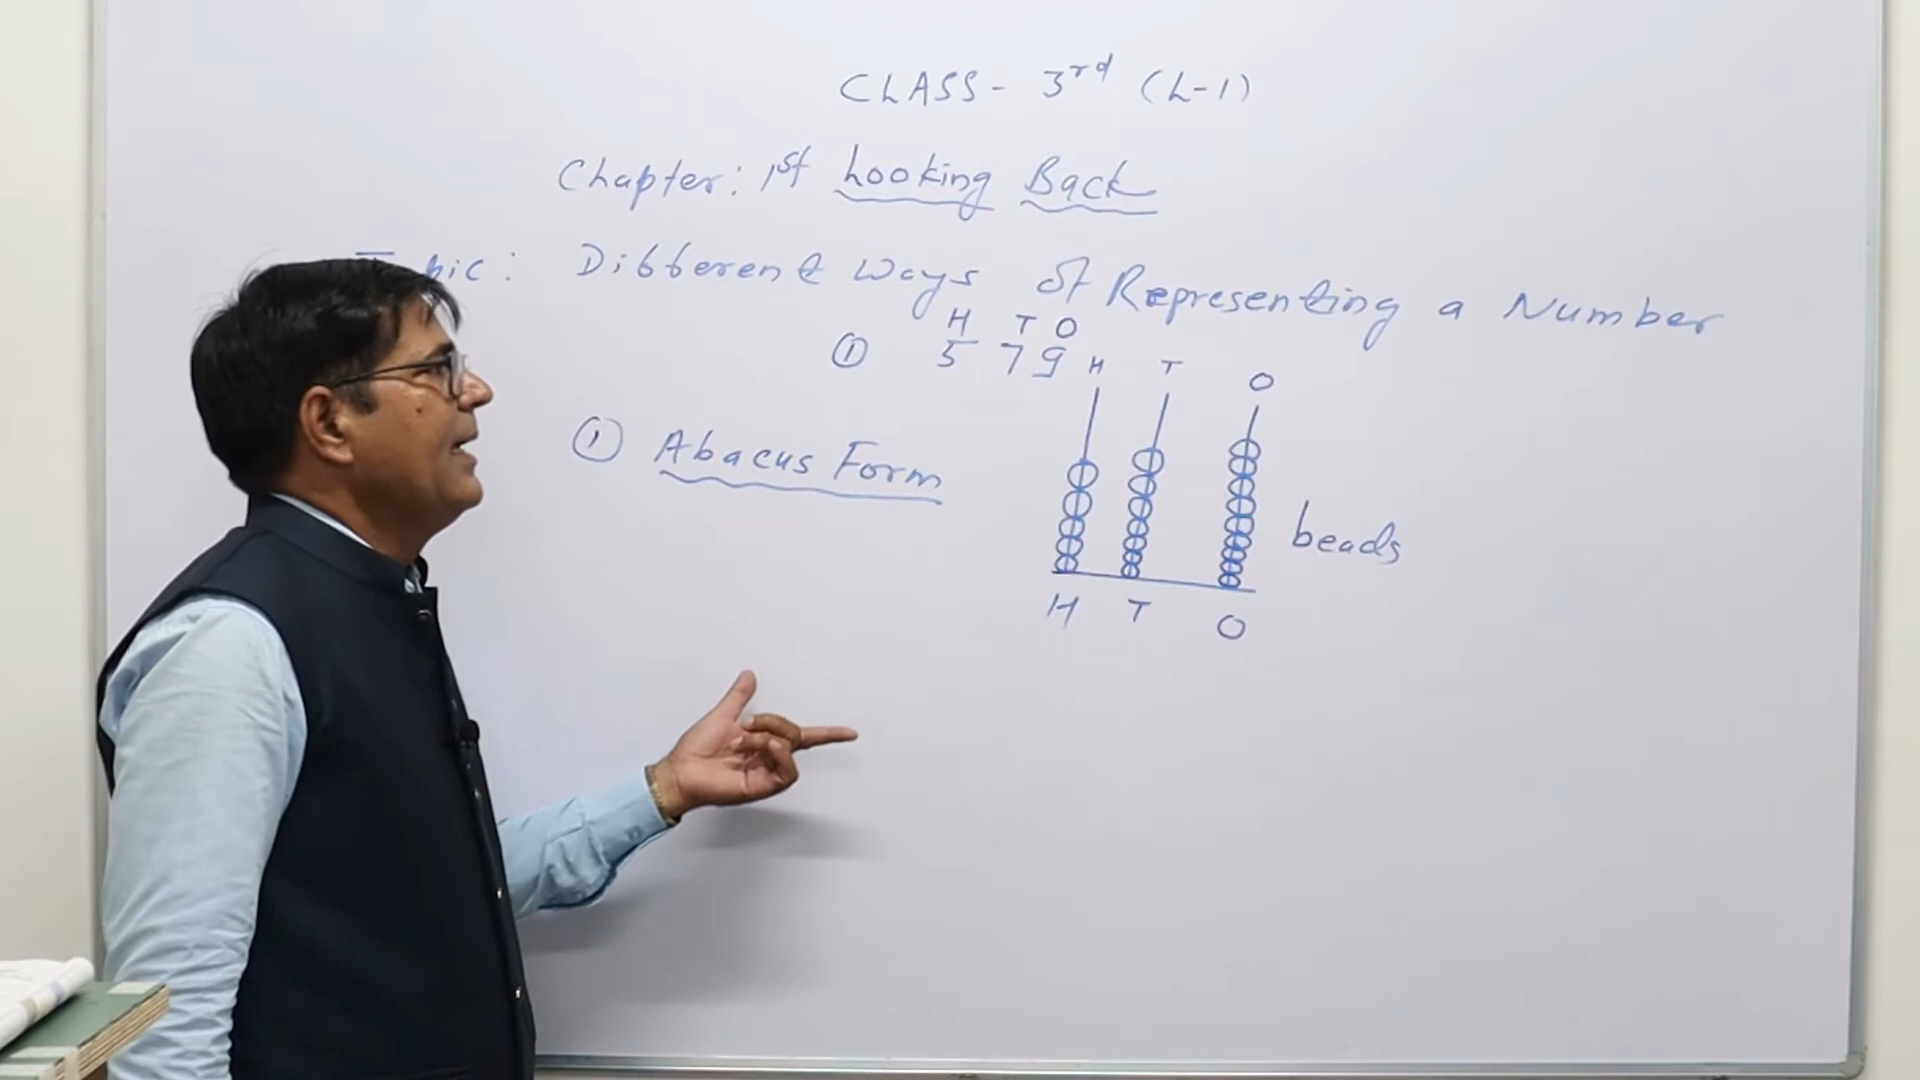 CLASS - 3rd (L-1)
Chapter: 1st Looking Back
Topic: Different Ways of Representing a Number
H T O
① 5 7 9
H T O
① Abacus Form
beads
H T O